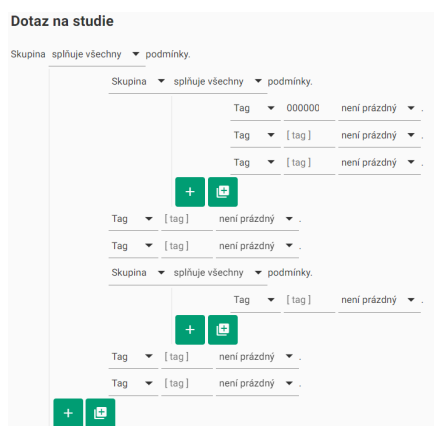 Dotaz na studie
Skupina splňuje všechny podmínky.
Skupina splňuje všechny podmínky.
Tag 000000 není prázdný .
Tag [ tag ] není prázdný .
Tag [ tag ] není prázdný .
+
Tag [ tag ] není prázdný .
Tag [ tag ] není prázdný .
Skupina splňuje všechny podmínky.
Tag [ tag ] není prázdný .
+
Tag [ tag ] není prázdný .
Tag [ tag ] není prázdný .
+